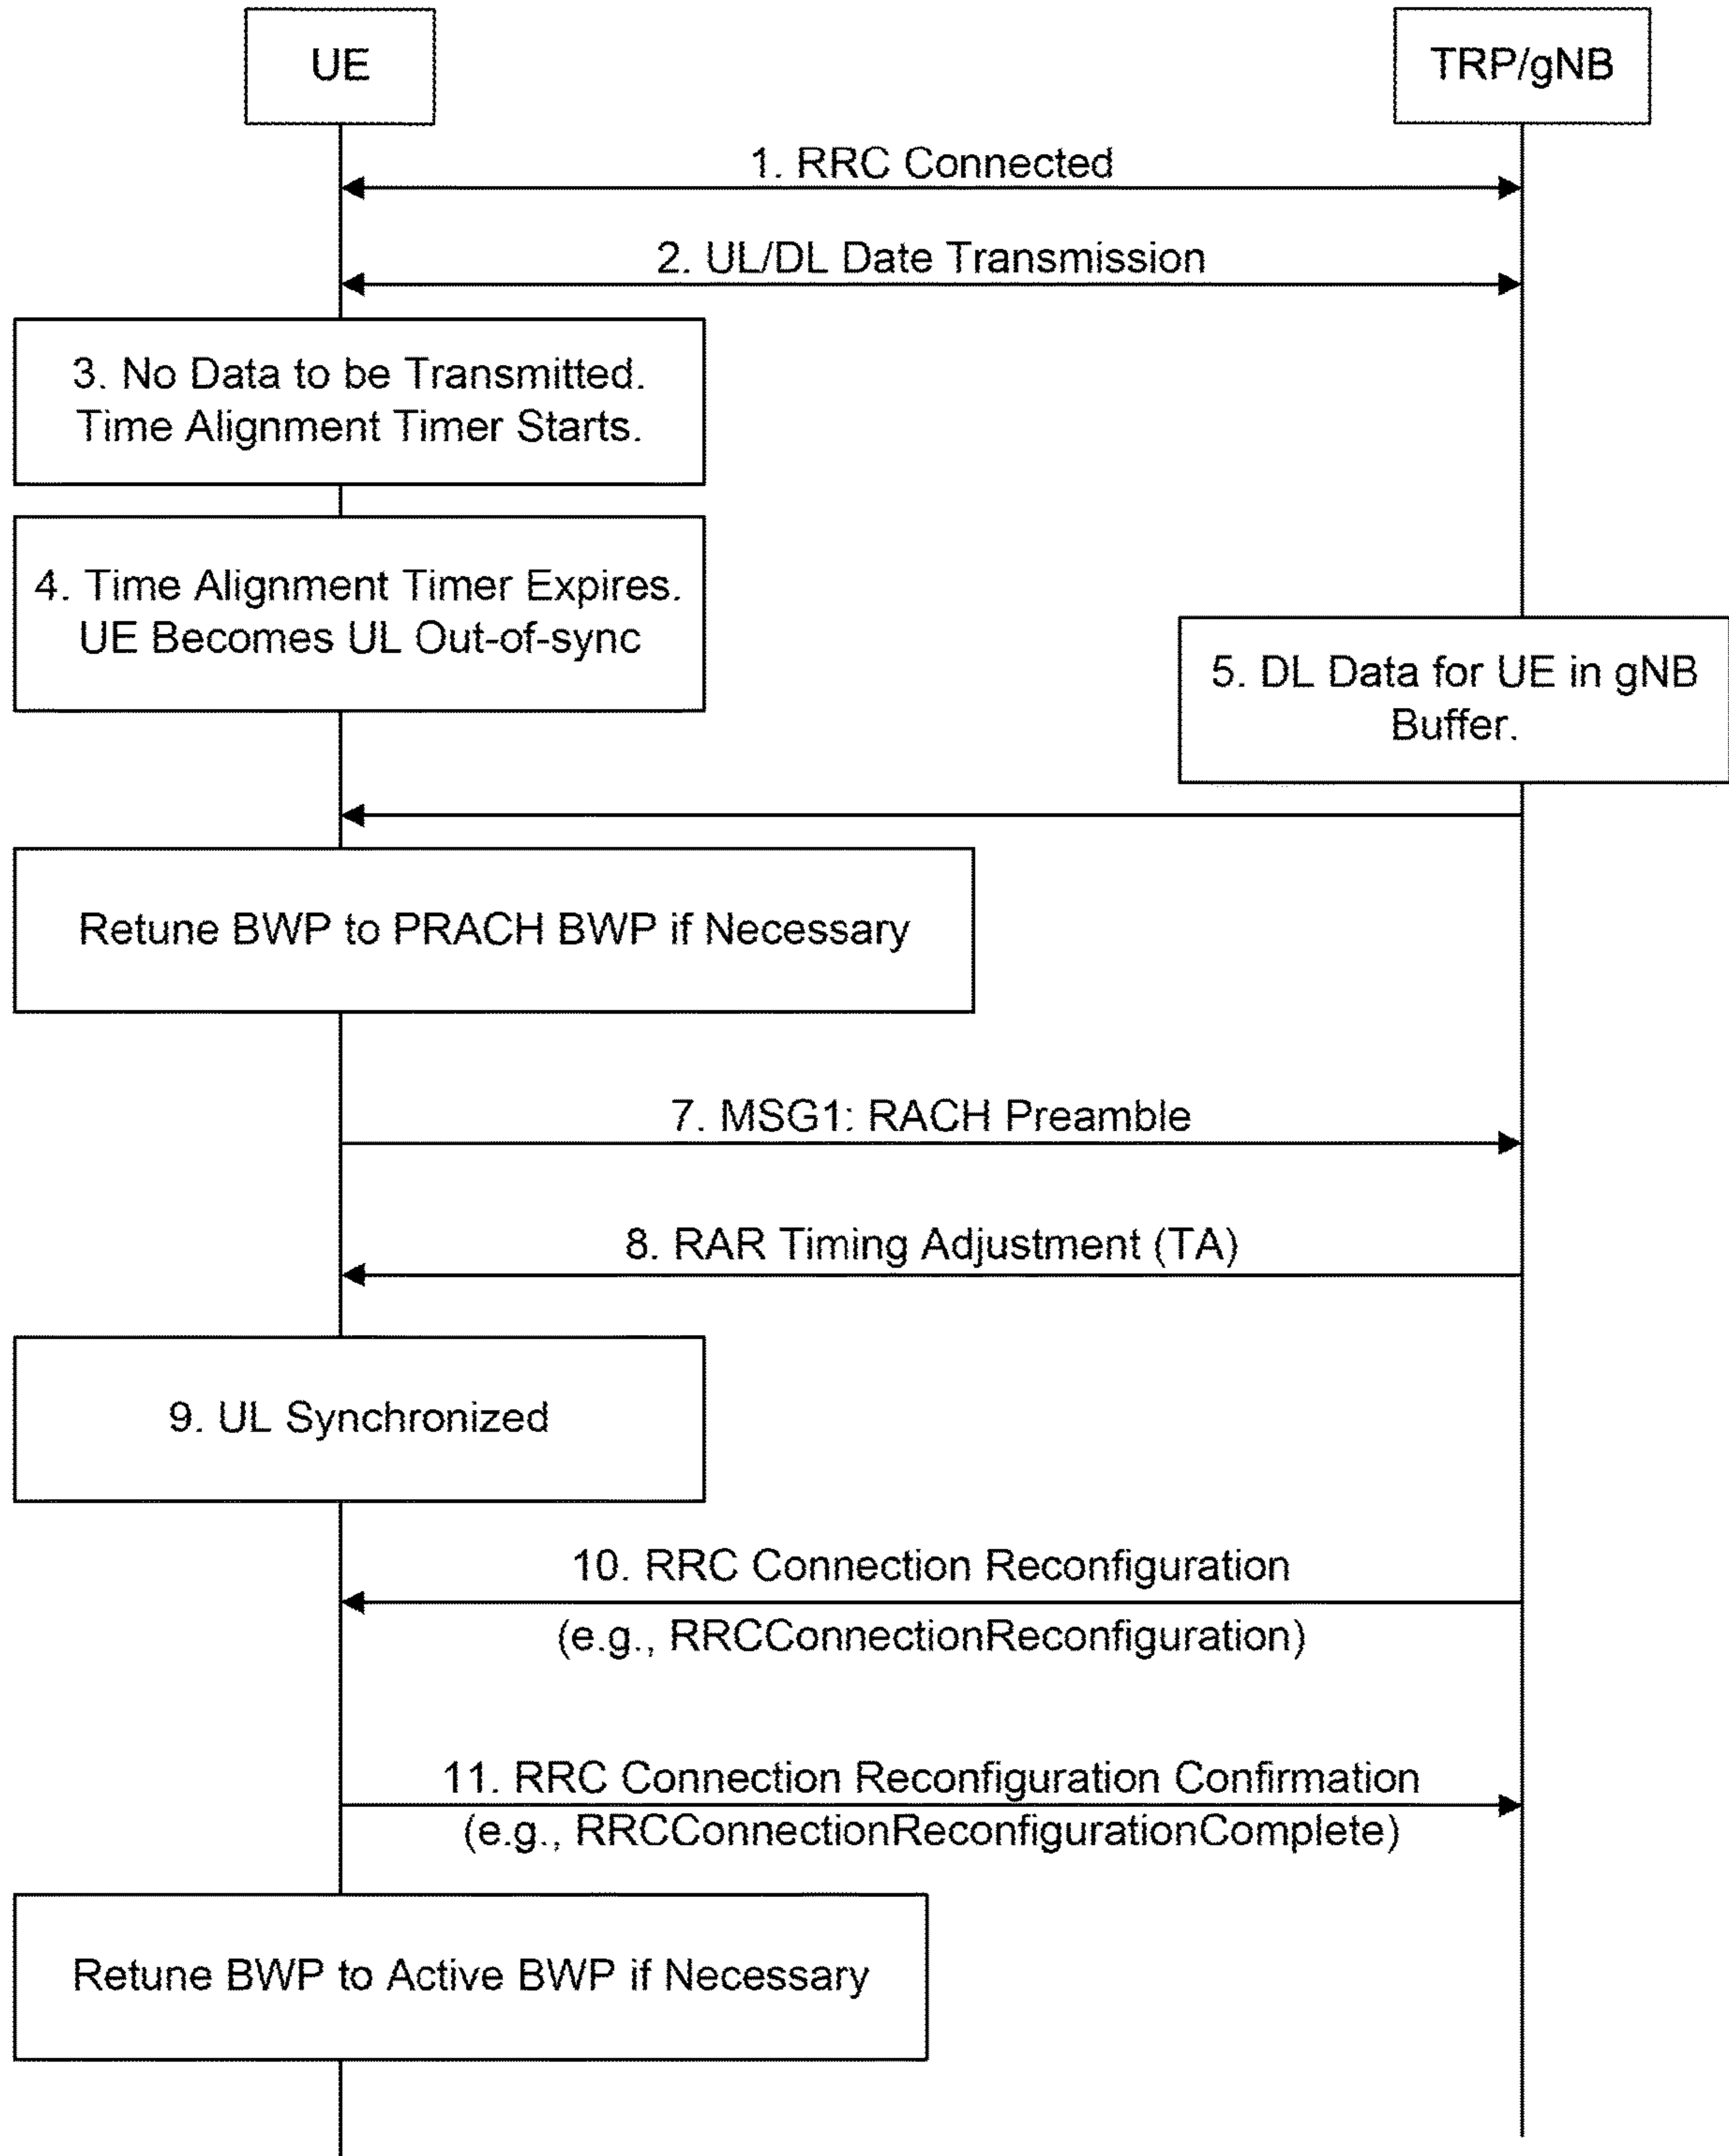 UE
TRP/gNB
1. RRC Connected
2. UL/DL Date Transmission
3. No Data to be Transmitted.
Time Alignment Timer Starts.
4. Time Alignment Timer Expires.
UE Becomes UL Out-of-sync
5. DL Data for UE in gNB
Buffer.
Retune BWP to PRACH BWP if Necessary
7. MSG1: RACH Preamble
8. RAR Timing Adjustment (TA)
9. UL Synchronized
10. RRC Connection Reconfiguration
(e.g., RRCConnectionReconfiguration)
11. RRC Connection Reconfiguration Confirmation
(e.g., RRCConnectionReconfigurationComplete)
Retune BWP to Active BWP if Necessary